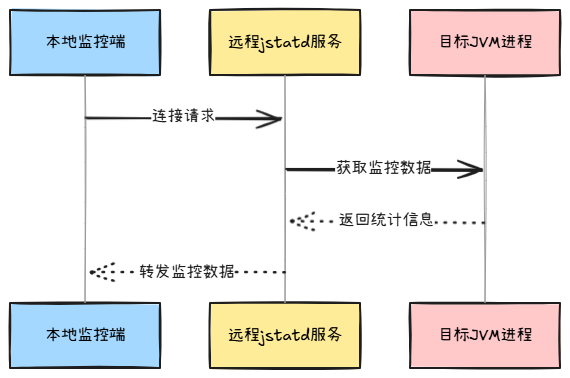 本地监控端
远程jstatd服务
目标JVM进程
连接请求
获取监控数据
返回统计信息
转发监控数据
本地监控端
远程jstatd服务
目标JVM进程